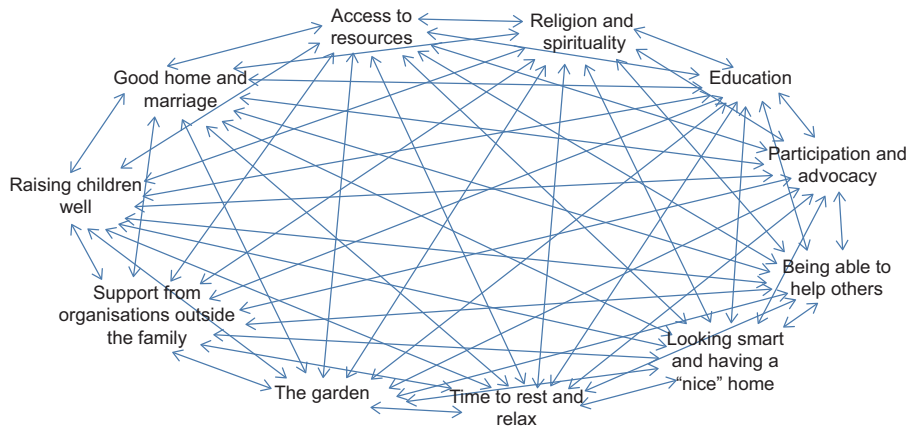 Access to
resources
Religion and
spirituality
Good home and
marriage
Education
Raising children
well
Participation and
advocacy
Support from
organisations outside
the family
Being able to
help others
The garden
Time to rest and
relax
Looking smart
and having a
“nice” home